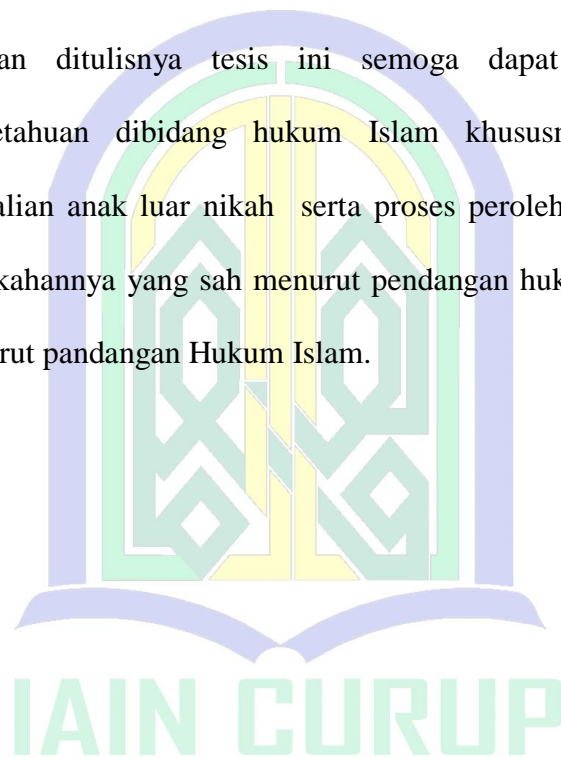 an ditulisnya tesis ini semoga dapat
etahuan dibidang hukum Islam khususn
alian anak luar nikah serta proses peroleh
kahannya yang sah menurut pendangan huk
urut pandangan Hukum Islam.
IAIN CURUP